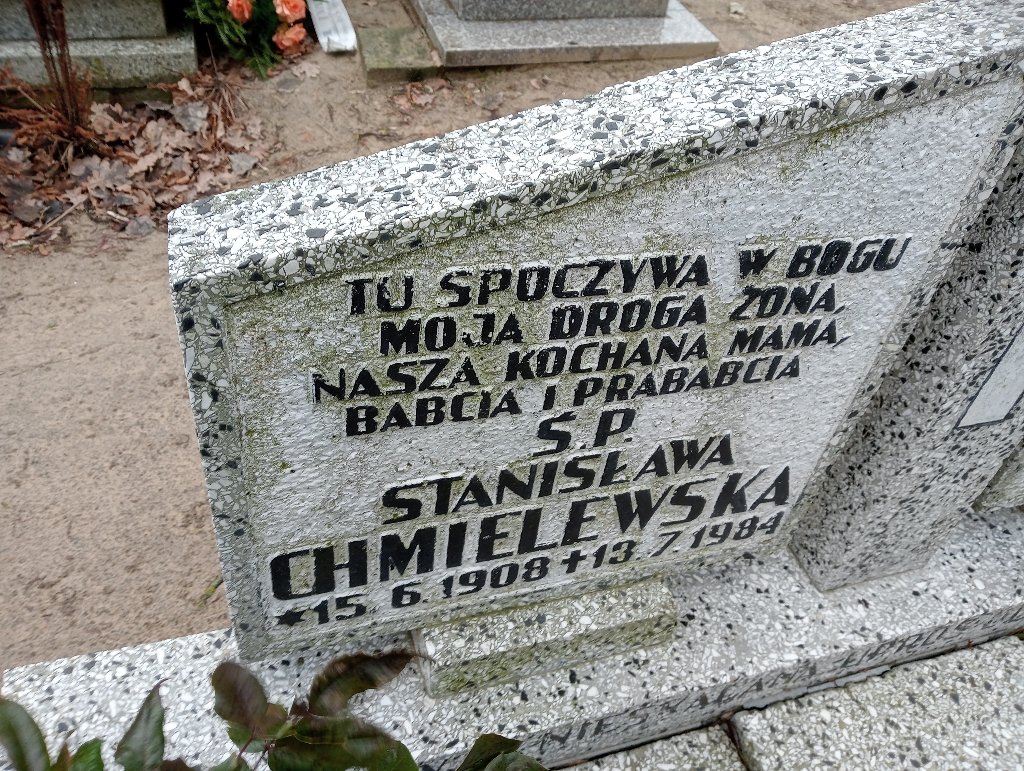 TU SPOCZYWA W BOGU
MOJA DROGA ŻONA,
NASZA KOCHANA MAMA,
BABCIA I PRABABCIA
Ś.P.
STANISŁAWA
CHMIELEWSKA
★15.6.1908 +13.7.1984